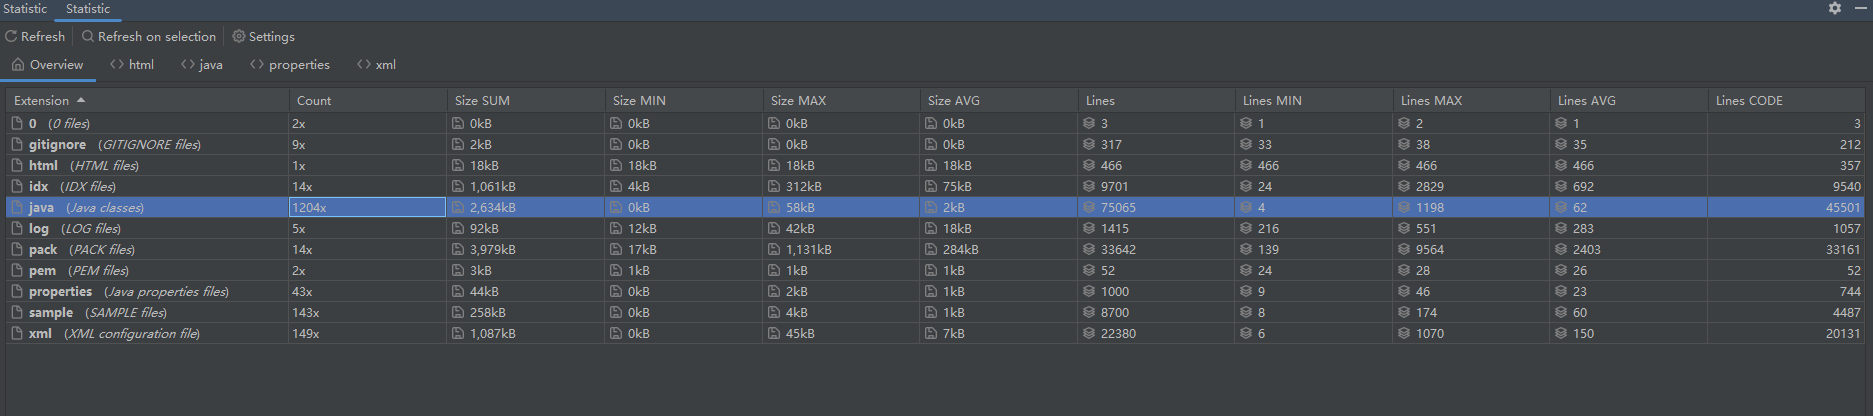 Statistic Statistic
Refresh Refresh on selection Settings
Overview html java properties xml
Extension Count Size SUM Size MIN Size MAX Size AVG Lines Lines MIN Lines MAX Lines AVG Lines CODE
0 (0 files) 2x 0kB 0kB 0kB 0kB 3 1 2 1 3
gitignore (GITIGNORE files) 9x 2kB 0kB 0kB 0kB 317 33 38 35 212
html (HTML files) 1x 18kB 18kB 18kB 18kB 466 466 466 466 357
idx (IDX files) 14x 1,061kB 4kB 312kB 75kB 9701 24 2829 692 9540
java (Java classes) 1204x 2,634kB 0kB 58kB 2kB 75065 4 1198 62 45501
log (LOG files) 5x 92kB 12kB 42kB 18kB 1415 216 551 283 1057
pack (PACK files) 14x 3,979kB 17kB 1,131kB 284kB 33642 139 9564 2403 33161
pem (PEM files) 2x 3kB 1kB 1kB 1kB 52 24 28 26 52
properties (Java properties files) 43x 44kB 0kB 2kB 1kB 1000 9 46 23 744
sample (SAMPLE files) 143x 258kB 0kB 4kB 1kB 8700 8 174 60 4487
xml (XML configuration file) 149x 1,087kB 0kB 45kB 7kB 22380 6 1070 150 20131